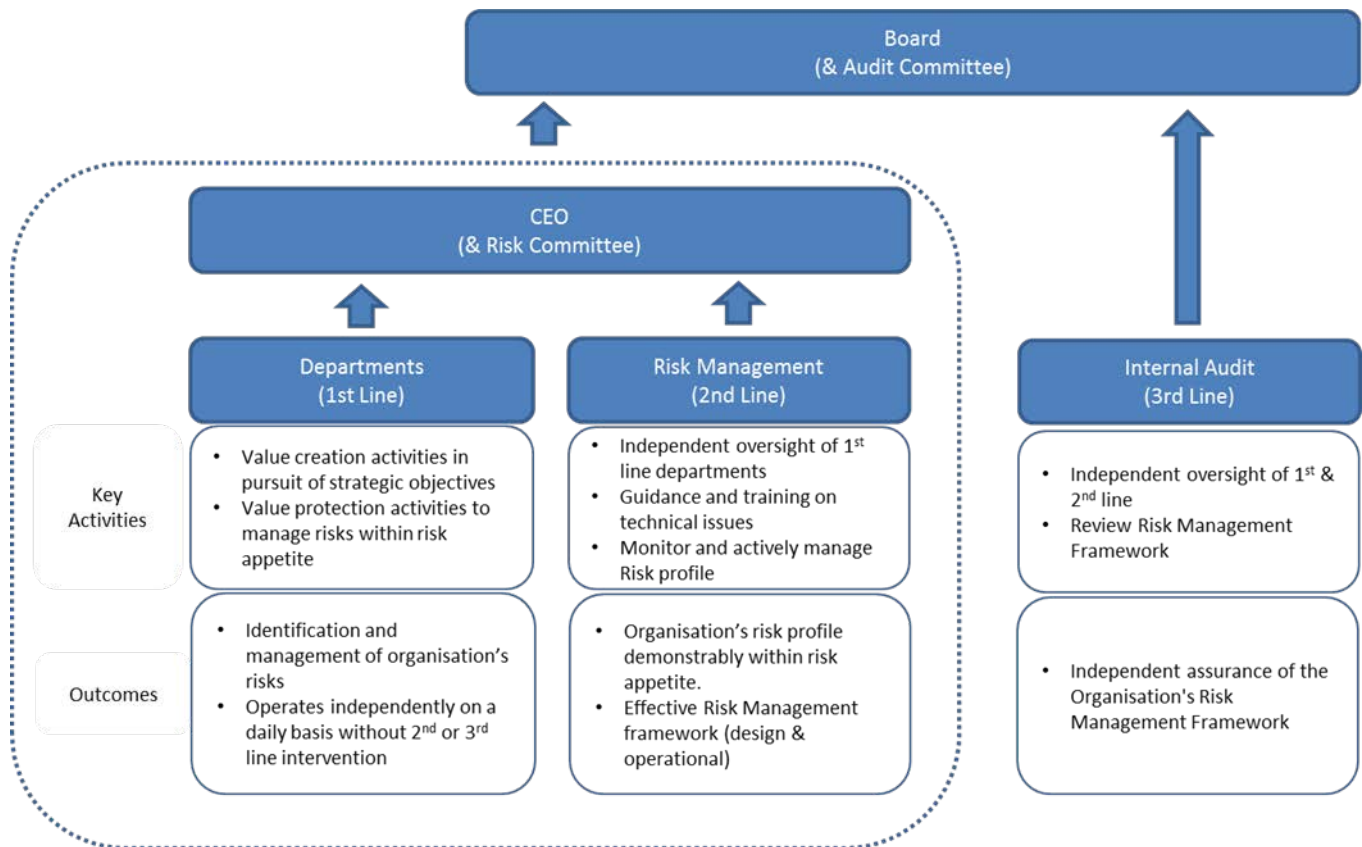 Board
(& Audit Committee)
CEO
(& Risk Committee)
Departments
(1st Line)
Risk Management
(2nd Line)
Internal Audit
(3rd Line)
Key
Activities
• Value creation activities in
pursuit of strategic objectives
• Value protection activities to
manage risks within risk
appetite
• Independent oversight of 1st
line departments
• Guidance and training on
technical issues
• Monitor and actively manage
Risk profile
• Independent oversight of 1st &
2nd line
• Review Risk Management
Framework
Outcomes
• Identification and
management of organisation's
risks
• Operates independently on a
daily basis without 2nd or 3rd
line intervention
• Organisation's risk profile
demonstrably within risk
appetite.
• Effective Risk Management
framework (design &
operational)
• Independent assurance of the
Organisation's Risk
Management Framework